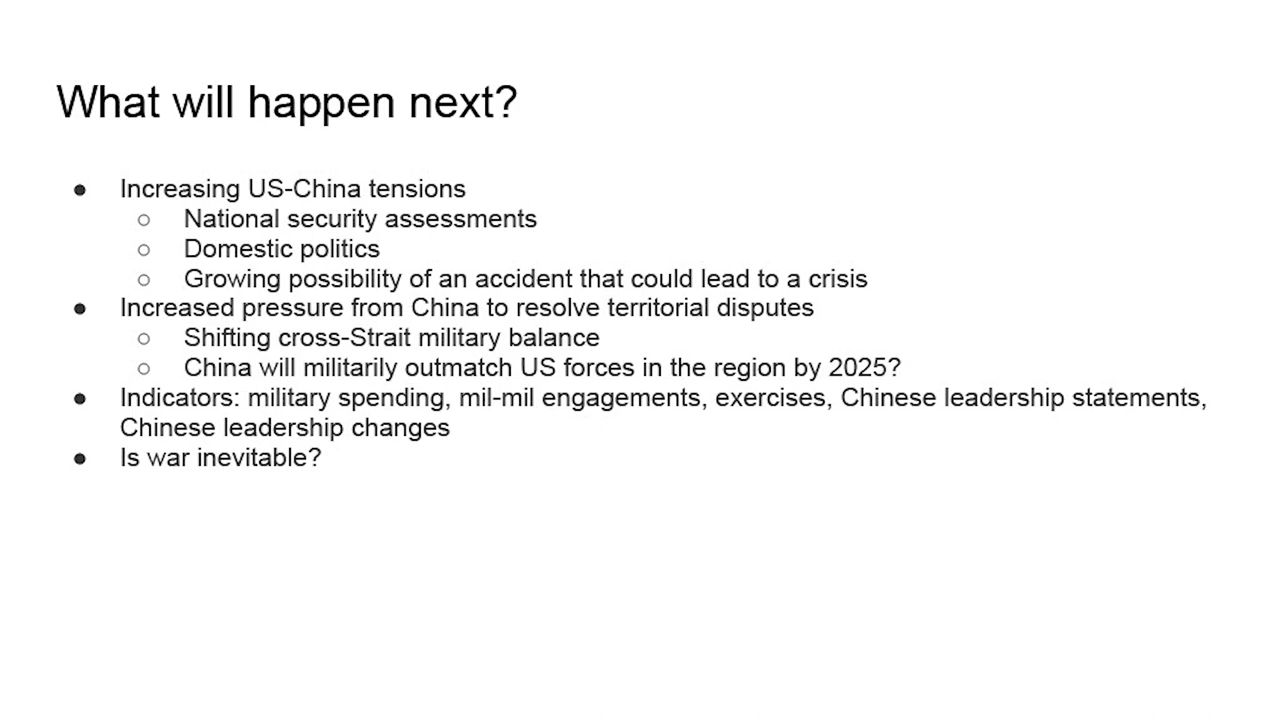 What will happen next?
● Increasing US-China tensions
○ National security assessments
○ Domestic politics
○ Growing possibility of an accident that could lead to a crisis
● Increased pressure from China to resolve territorial disputes
○ Shifting cross-Strait military balance
○ China will militarily outmatch US forces in the region by 2025?
● Indicators: military spending, mil-mil engagements, exercises, Chinese leadership statements,
Chinese leadership changes
● Is war inevitable?